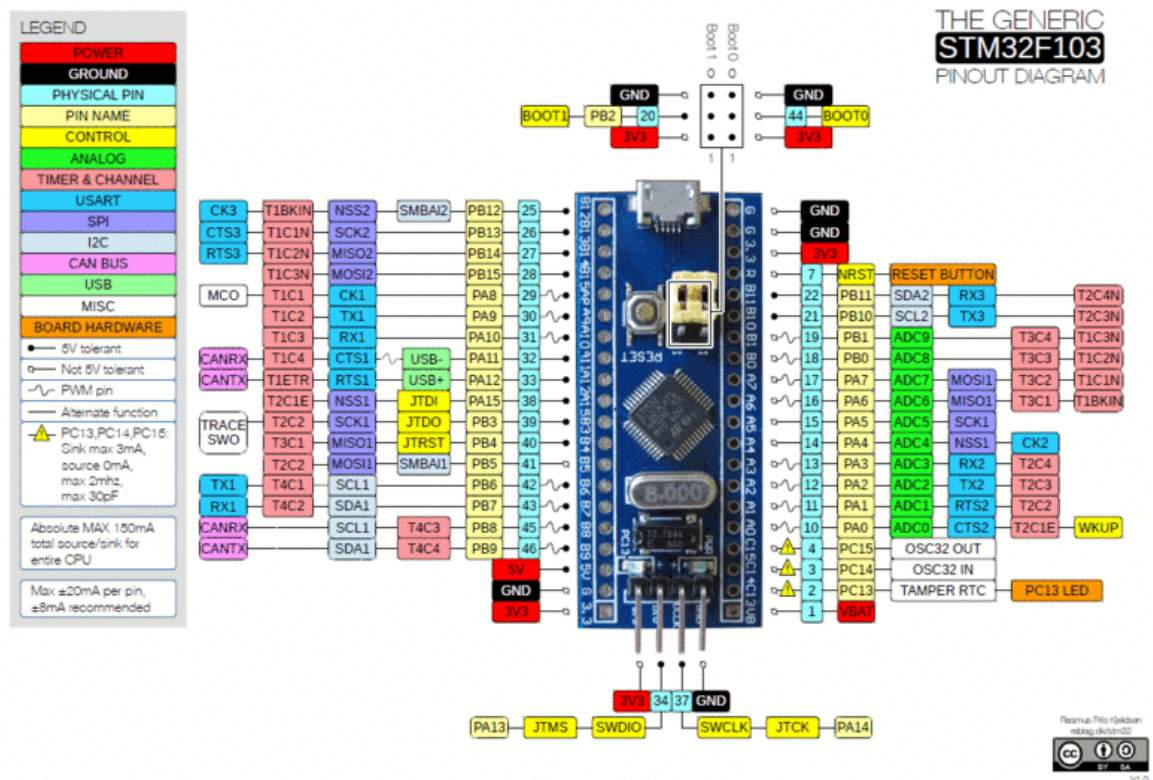 LEGEND
POWER
GROUND
PHYSICAL PIN
PIN NAME
CONTROL
ANALOG
TIMER & CHANNEL
USART
SPI
I2C
CAN BUS
USB
MISC
BOARD HARDWARE
5V tolerant
Not 5V tolerant
PWM pin
Alternate function
PC13,PC14,PC15:
Sink max 3mA,
source 0mA,
max 2mhz,
max 30pF
Absolute MAX 150mA
total source/sink for
entire CPU
Max ±20mA per pin,
±8mA recommended
THE GENERIC
STM32F103
PINOUT DIAGRAM
Boot 1 Boot 0
GND GND
BOOT1 PB2 20 44 BOOT0
3V3 3V3
1 1
CK3 T1BKIN NSS2 SMBAI2 PB12 25
CTS3 T1C1N SCK2 PB13 26
RTS3 T1C2N MISO2 PB14 27
T1C3N MOSI2 PB15 28
MCO T1C1 CK1 PA8 29
T1C2 TX1 PA9 30
T1C3 RX1 PA10 31
CANRX T1C4 CTS1 USB- PA11 32
CANTX T1ETR RTS1 USB+ PA12 33
T2C1E NSS1 JTDI PA15 38
TRACE
SWO
T2C2 SCK1 JTDO PB3 39
T3C1 MISO1 JTRST PB4 40
T2C2 MOSI1 SMBAI1 PB5 41
TX1 T4C1 SCL1 PB6 42
RX1 T4C2 SDA1 PB7 43
CANRX SCL1 T4C3 PB8 45
CANTX SDA1 T4C4 PB9 46
5V
GND
3V3
RESET
8.000
GND
GND
3V3
7 NRST RESET BUTTON
22 PB11 SDA2 RX3 T2C4N
21 PB10 SCL2 TX3 T2C3N
19 PB1 ADC9 T3C4 T1C3N
18 PB0 ADC8 T3C3 T1C2N
17 PA7 ADC7 MOSI1 T3C2 T1C1N
16 PA6 ADC6 MISO1 T3C1 T1BKIN
15 PA5 ADC5 SCK1
14 PA4 ADC4 NSS1 CK2
13 PA3 ADC3 RX2 T2C4
12 PA2 ADC2 TX2 T2C3
11 PA1 ADC1 RTS2 T2C2
10 PA0 ADC0 CTS2 T2C1E WKUP
4 PC15 OSC32 OUT
3 PC14 OSC32 IN
2 PC13 TAMPER RTC PC13 LED
1 VBAT
3V3 34 37 GND
PA13 JTMS SWDIO SWCLK JTCK PA14
Rasmus Friis Kjeldsen
reblag.dk/stm32
CC BY SA
V1.0